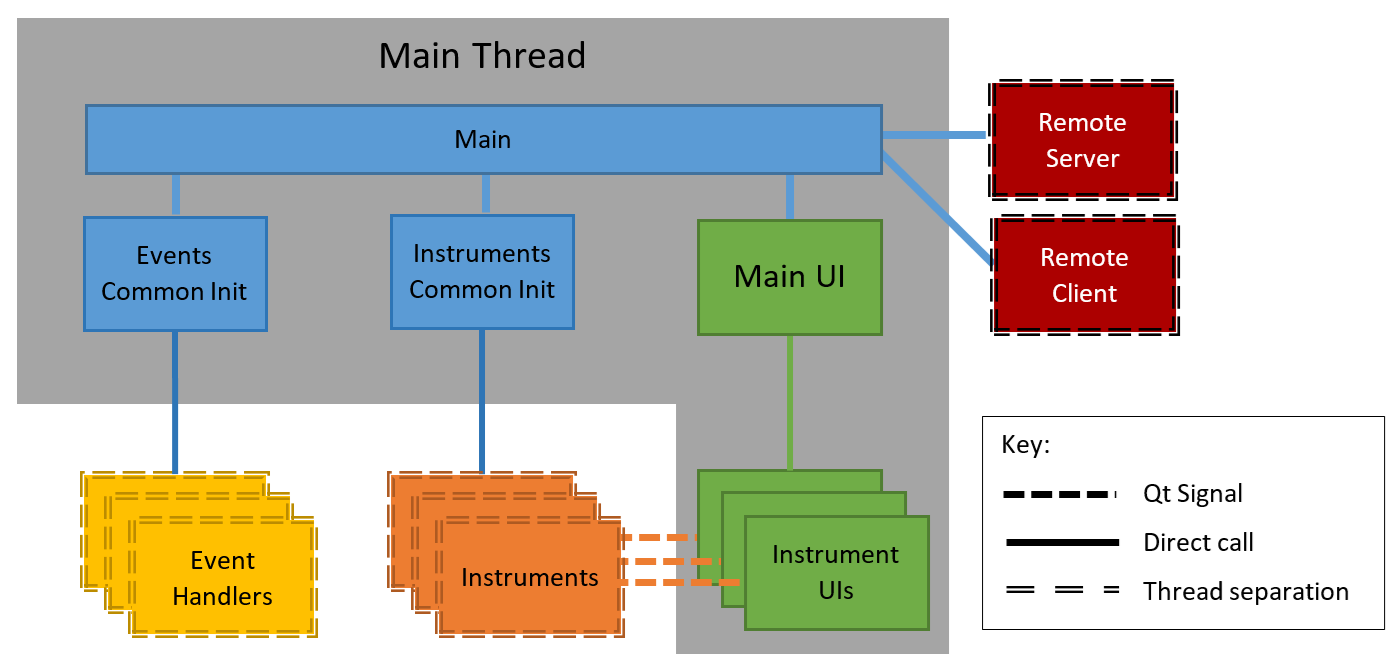 Main Thread
Main
Remote
Server
Events
Common Init
Instruments
Common Init
Main UI
Remote
Client
Key:
Qt Signal
Direct call
Thread separation
Event
Handlers
Instruments
Instrument
UIs